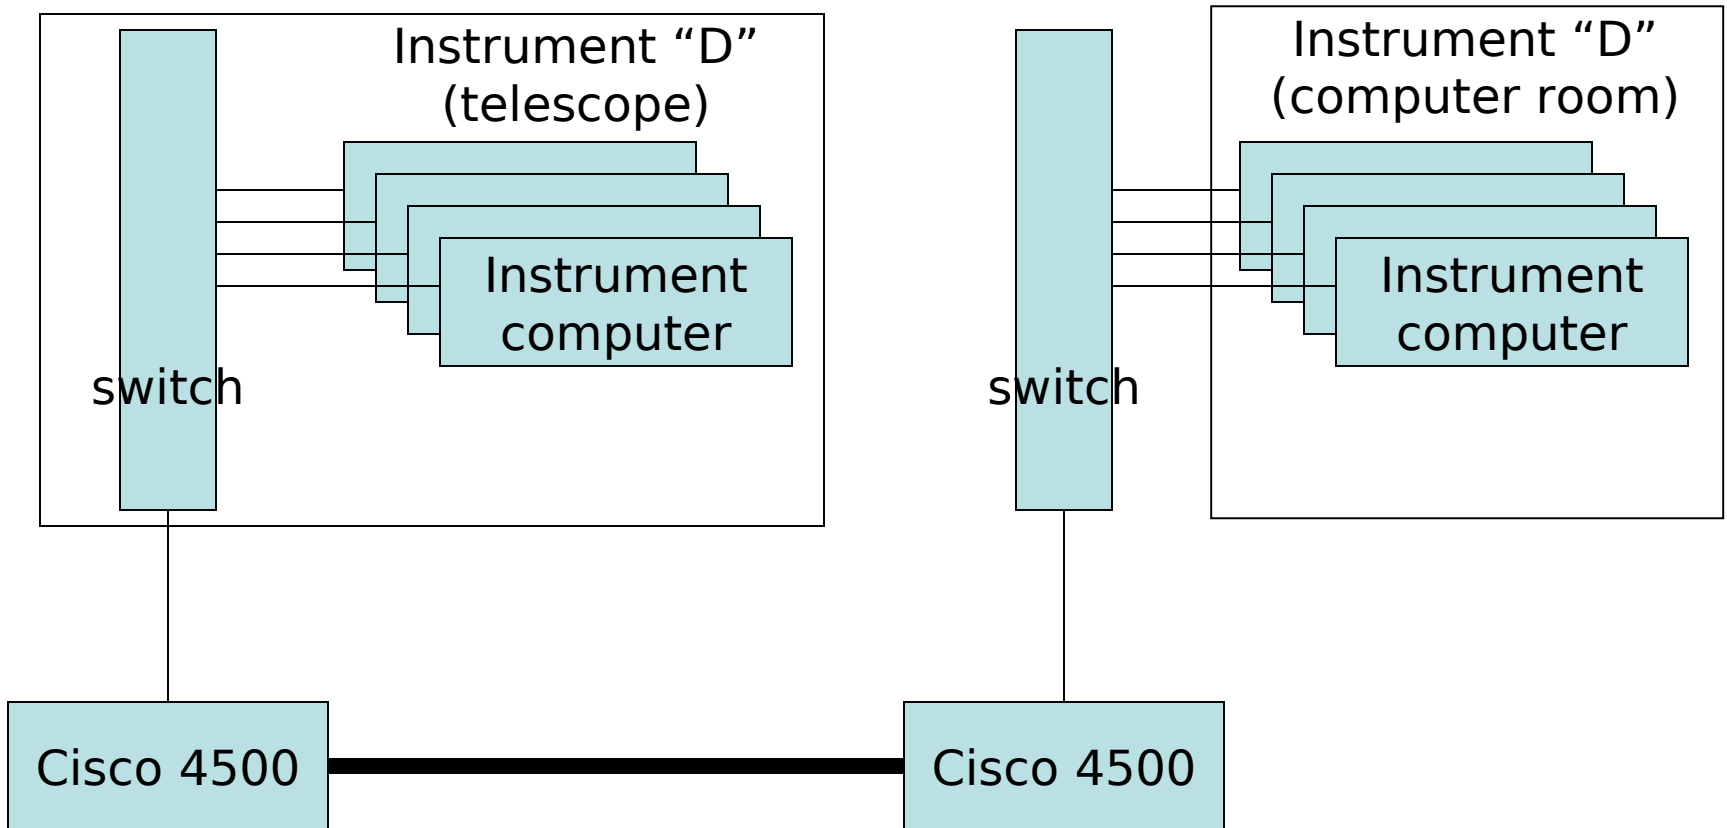 Instrument “D”
(telescope)
Instrument
computer
switch
Instrument “D”
(computer room)
Instrument
computer
switch
Cisco 4500
Cisco 4500